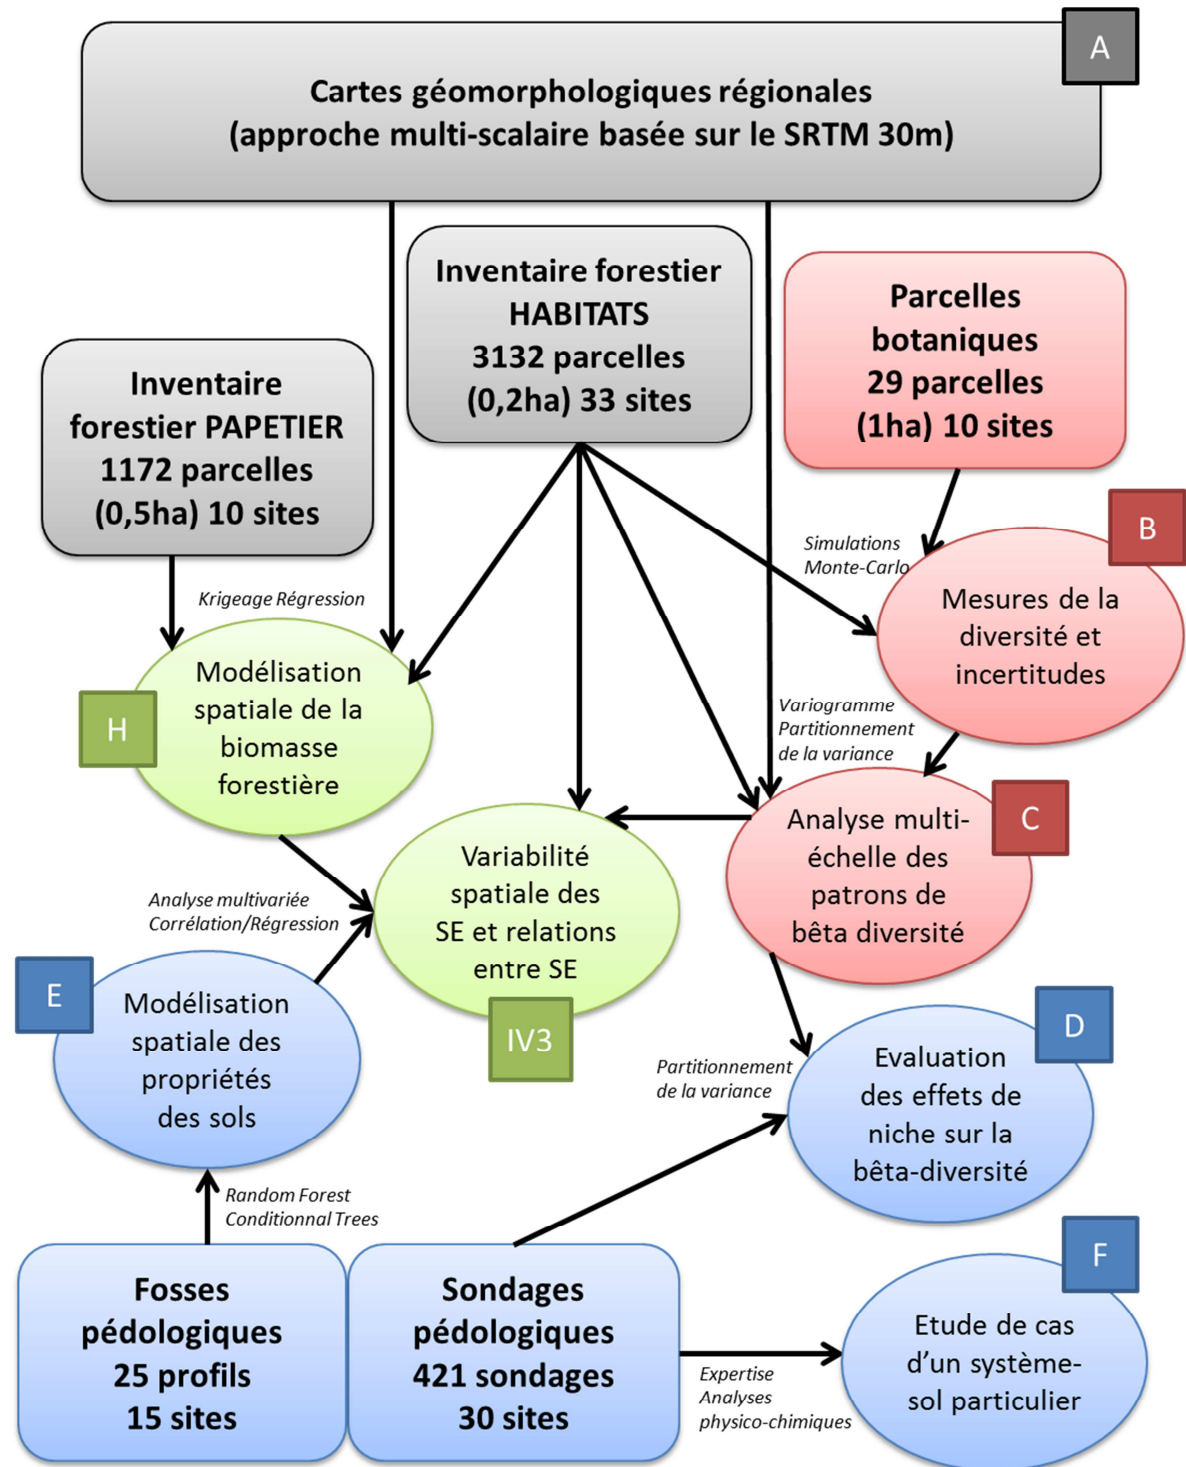 A
Cartes géomorphologiques régionales
(approche multi-scalaire basée sur le SRTM 30m)
Inventaire forestier
HABITATS
3132 parcelles
(0,2ha) 33 sites
Parcelles
botaniques
29 parcelles
(1ha) 10 sites
Inventaire
forestier PAPETIER
1172 parcelles
(0,5ha) 10 sites
B
Simulations
Monte-Carlo
Mesures de la
diversité et
incertitudes
Krigeage Régression
H
Modélisation
spatiale de la
biomasse
forestière
Variogramme
Partitionnement
de la variance
C
Analyse multi-
échelle des
patrons de
bêta diversité
Variabilité
spatiale des
SE et relations
entre SE
IV3
Analyse multivariée
Corrélation/Régression
E
Modélisation
spatiale des
propriétés
des sols
D
Partitionnement
de la variance
Evaluation
des effets de
niche sur la
bêta-diversité
Random Forest
Conditionnal Trees
Fosses
pédologiques
25 profils
15 sites
Sondages
pédologiques
421 sondages
30 sites
F
Expertise
Analyses
physico-chimiques
Etude de cas
d'un système-
sol particulier